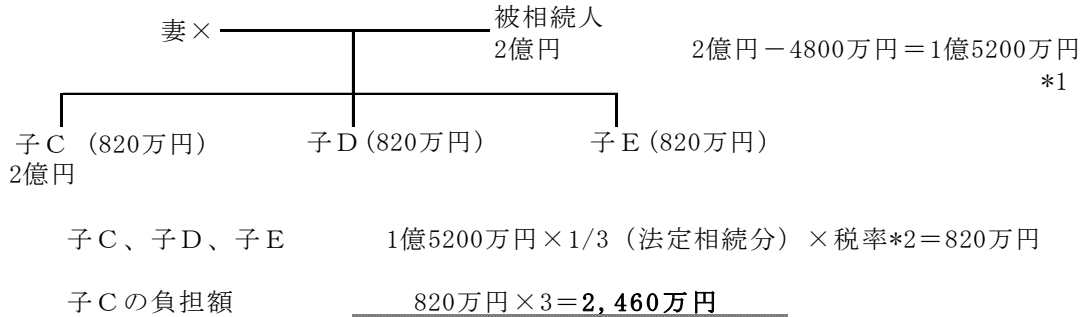 妻× 被相続人
2億円 2億円-4800万円=1億5200万円
*1
子C (820万円) 子D(820万円) 子E(820万円)
2億円
子C、子D、子E 1億5200万円×1/3(法定相続分)×税率*2=820万円
子Cの負担額 820万円×3=2,460万円